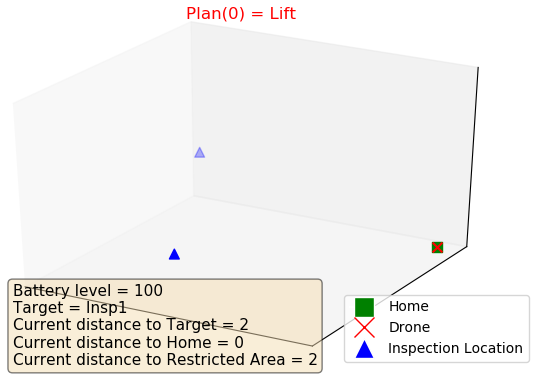 Plan(0) = Lift
Battery level = 100
Target = Insp1
Current distance to Target = 2
Current distance to Home = 0
Current distance to Restricted Area = 2
Home
Drone
Inspection Location